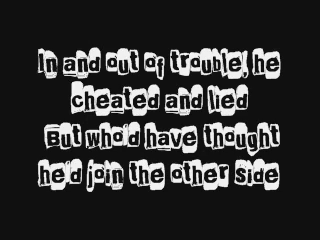 In and out of trouble, he
cheated and lied
But who'd have thought
he'd join the other side